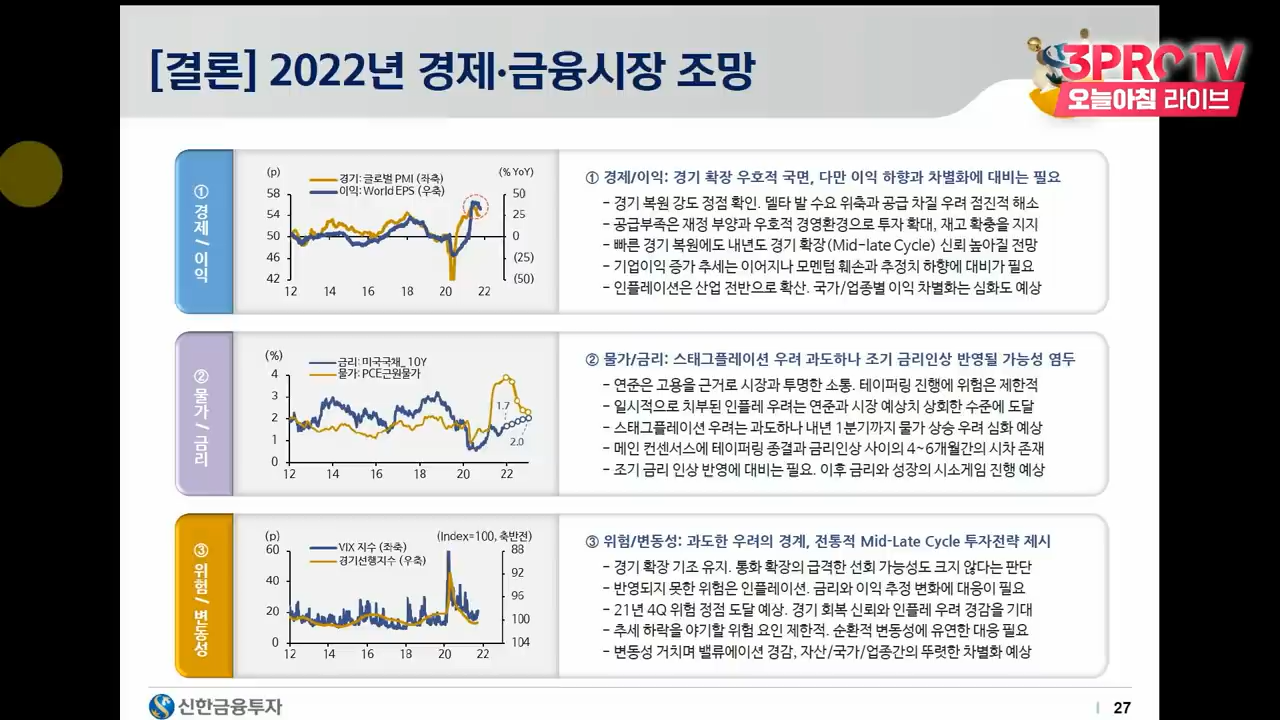 [결론] 2022년 경제·금융시장 조망
3PROTV
오늘아침 라이브
① 경제 / 이익
(p)
경기: 글로벌 PMI (좌축)
이익: World EPS (우축)
(% YoY)
58
54
50
46
42
50
25
0
(25)
(50)
12 14 16 18 20 22
① 경제/이익: 경기 확장 우호적 국면, 다만 이익 하향과 차별화에 대비는 필요
- 경기 복원 강도 정점 확인. 델타 발 수요 위축과 공급 차질 우려 점진적 해소
- 공급부족은 재정 부양과 우호적 경영환경으로 투자 확대, 재고 확충을 지지
- 빠른 경기 복원에도 내년도 경기 확장(Mid-late Cycle) 신뢰 높아질 전망
- 기업이익 증가 추세는 이어지나 모멘텀 훼손과 추정치 하향에 대비가 필요
- 인플레이션은 산업 전반으로 확산. 국가/업종별 이익 차별화는 심화도 예상
② 물가 / 금리
(%)
금리: 미국국채_10Y
물가: PCE근원물가
4
3
2
1
0
1.7
2.0
12 14 16 18 20 22
② 물가/금리: 스태그플레이션 우려 과도하나 조기 금리인상 반영될 가능성 염두
- 연준은 고용을 근거로 시장과 투명한 소통. 테이퍼링 진행에 위험은 제한적
- 일시적으로 치부된 인플레 우려는 연준과 시장 예상치 상회한 수준에 도달
- 스태그플레이션 우려는 과도하나 내년 1분기까지 물가 상승 우려 심화 예상
- 메인 컨센서스에 테이퍼링 종결과 금리인상 사이의 4~6개월간의 시차 존재
- 조기 금리 인상 반영에 대비는 필요. 이후 금리와 성장의 시소게임 진행 예상
③ 위험 / 변동성
(p)
VIX 지수 (좌축)
경기선행지수 (우축)
(Index=100, 축반전)
60
40
20
0
88
92
96
100
104
12 14 16 18 20 22
③ 위험/변동성: 과도한 우려의 경계, 전통적 Mid-Late Cycle 투자전략 제시
- 경기 확장 기조 유지. 통화 확장의 급격한 선회 가능성도 크지 않다는 판단
- 반영되지 못한 위험은 인플레이션. 금리와 이익 추정 변화에 대응이 필요
- 21년 4Q 위험 정점 도달 예상. 경기 회복 신뢰와 인플레 우려 경감을 기대
- 추세 하락을 야기할 위험 요인 제한적. 순환적 변동성에 유연한 대응 필요
- 변동성 거치며 밸류에이션 경감, 자산/국가/업종간의 뚜렷한 차별화 예상
신한금융투자
27